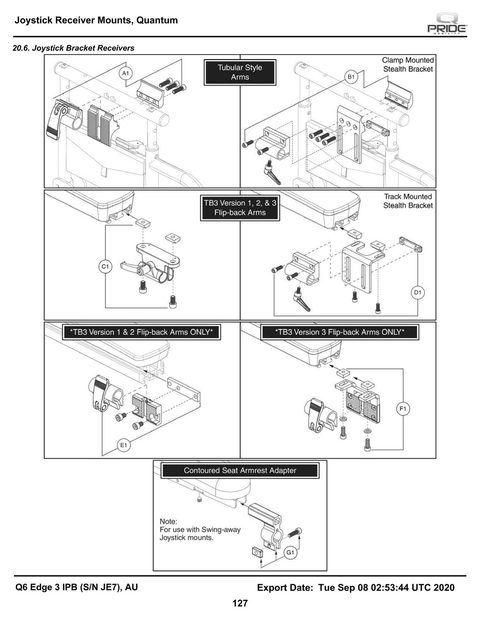 Joystick Receiver Mounts, Quantum
PRIDE
20.6. Joystick Bracket Receivers
Tubular Style
Arms
Clamp Mounted
Stealth Bracket
A1
B1
TB3 Version 1, 2, & 3
Flip-back Arms
Track Mounted
Stealth Bracket
C1
D1
*TB3 Version 1 & 2 Flip-back Arms ONLY*
*TB3 Version 3 Flip-back Arms ONLY*
E1
F1
Contoured Seat Armrest Adapter
Note:
For use with Swing-away
Joystick mounts.
G1
Q6 Edge 3 IPB (S/N JE7), AU
Export Date: Tue Sep 08 02:53:44 UTC 2020
127